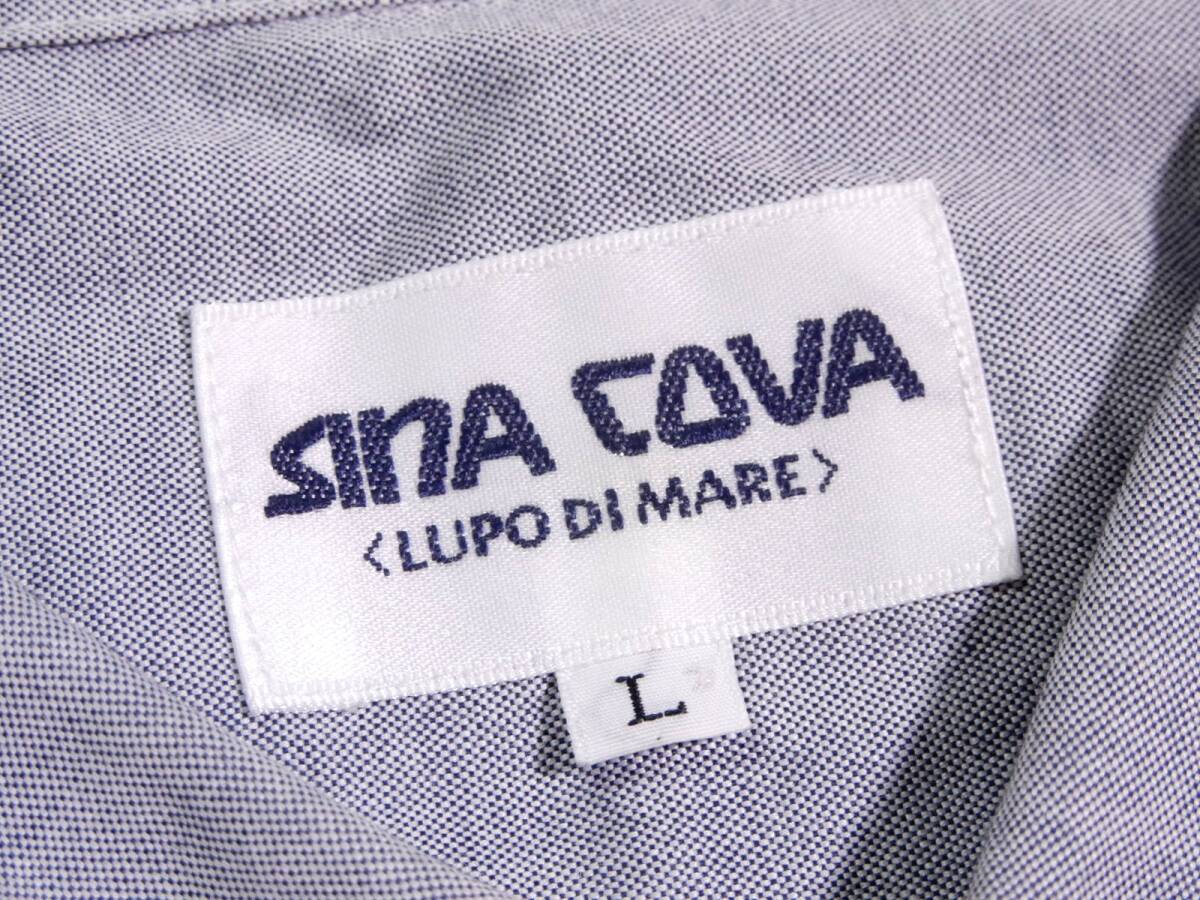 SINA COVA
<LUPO DI MARE>
L